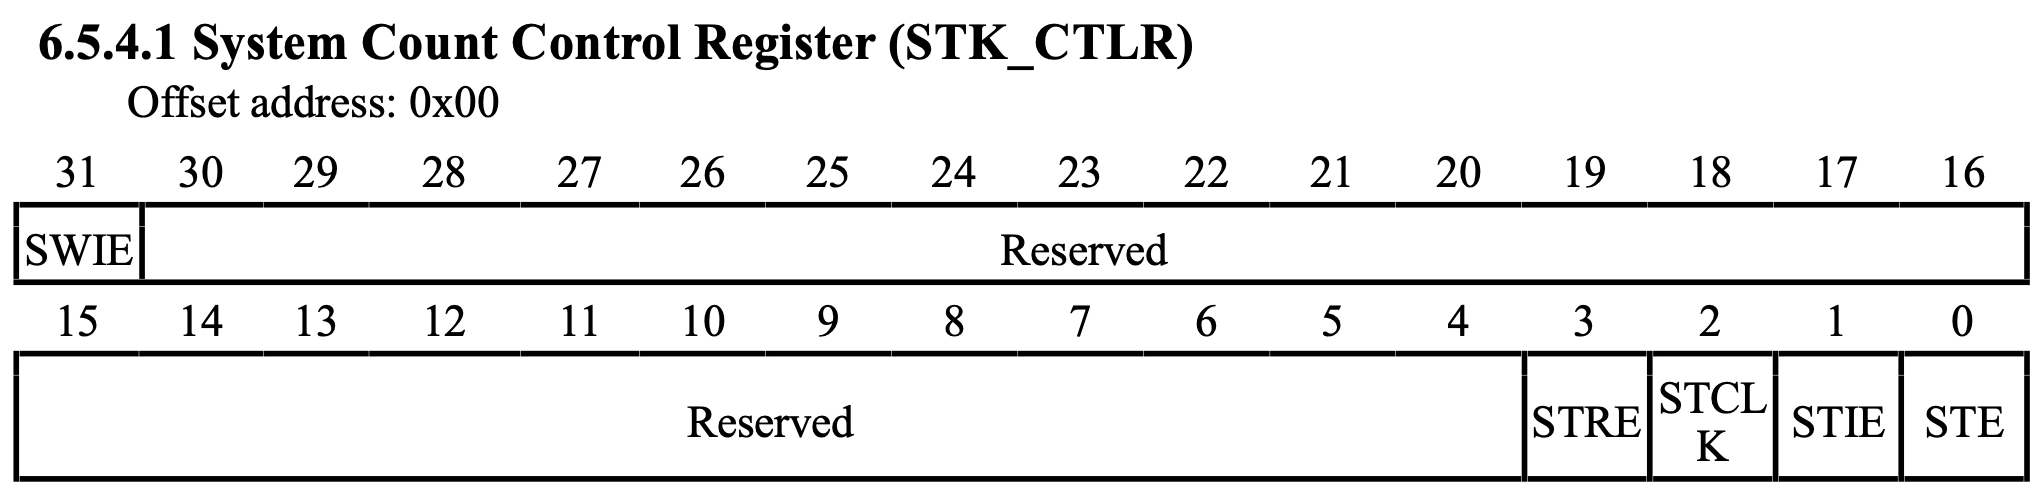 6.5.4.1 System Count Control Register (STK_CTLR)
Offset address: 0x00
31 30 29 28 27 26 25 24 23 22 21 20 19 18 17 16
SWIE Reserved
15 14 13 12 11 10 9 8 7 6 5 4 3 2 1 0
Reserved STRE STCL
K STIE STE